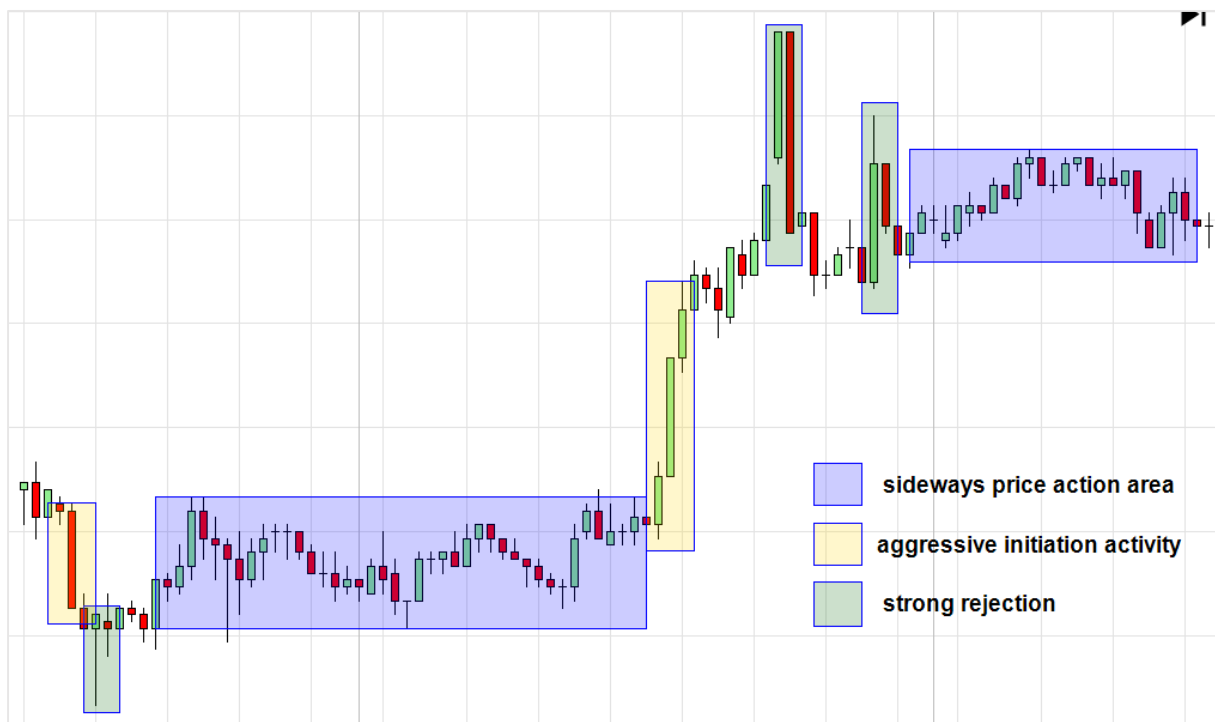 sideways price action area
aggressive initiation activity
strong rejection